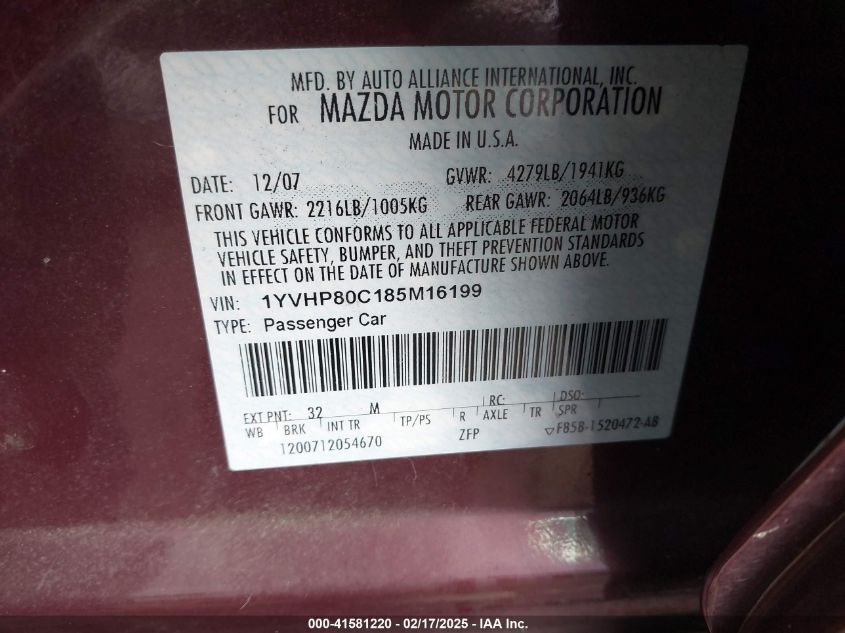 MFD. BY AUTO ALLIANCE INTERNATIONAL, INC.
FOR MAZDA MOTOR CORPORATION
MADE IN U.S.A.
DATE: 12/07 GVWR: 4279LB/1941KG
FRONT GAWR: 2216LB/1005KG REAR GAWR: 2064LB/936KG
THIS VEHICLE CONFORMS TO ALL APPLICABLE FEDERAL MOTOR
VEHICLE SAFETY, BUMPER, AND THEFT PREVENTION STANDARDS
IN EFFECT ON THE DATE OF MANUFACTURE SHOWN ABOVE.
VIN: 1YVHP80C185M16199
TYPE: Passenger Car
EXT PNT: 32 M RC: DSO:
WB BRK INT TR TP/PS R AXLE TR SPR
1200712054670 ZFP ▽F85B-1520472-AB
000-41581220 - 02/17/2025 - IAA Inc.